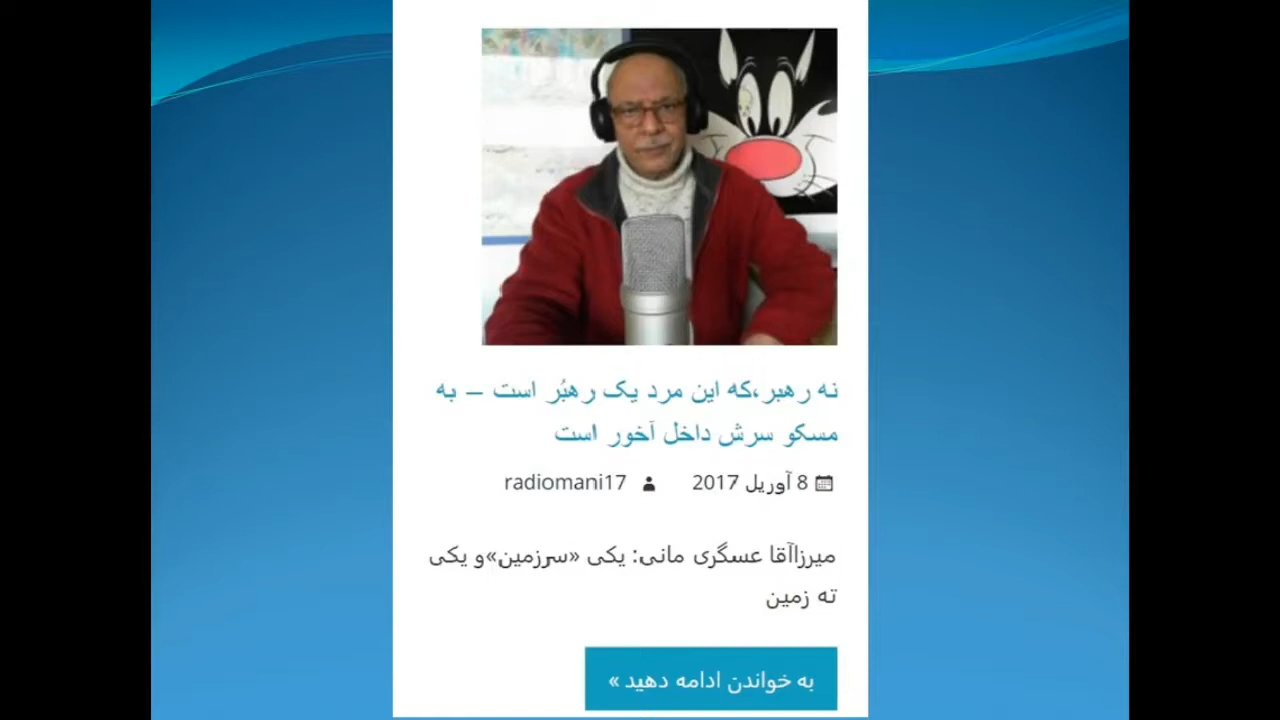 نه رهبر،که این مرد یک رهبُر است – به
مسکو سرش داخل آخور است
8 آوریل 2017 radiomani17
میرزاآقا عسگری مانی: یکی «سرزمین»و یکی
ته زمین
به خواندن ادامه دهید »